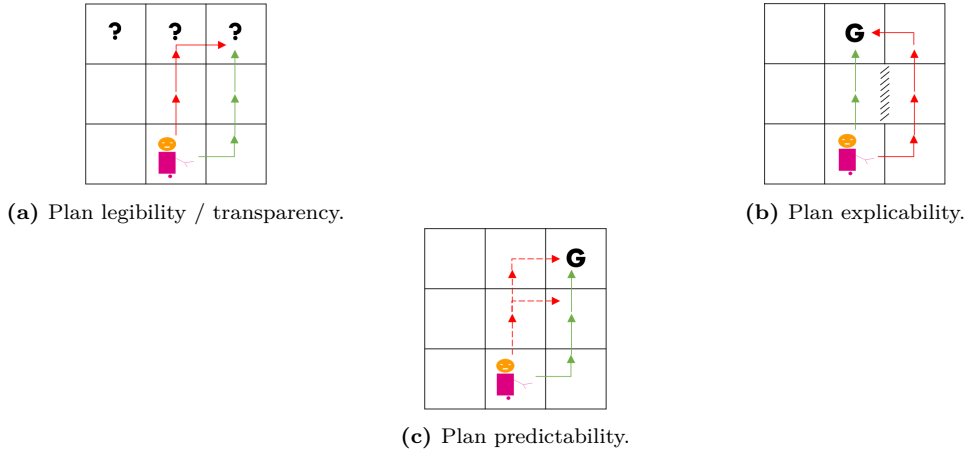 ? ? ?
G
(a) Plan legibility / transparency.
(b) Plan explicability.
G
(c) Plan predictability.